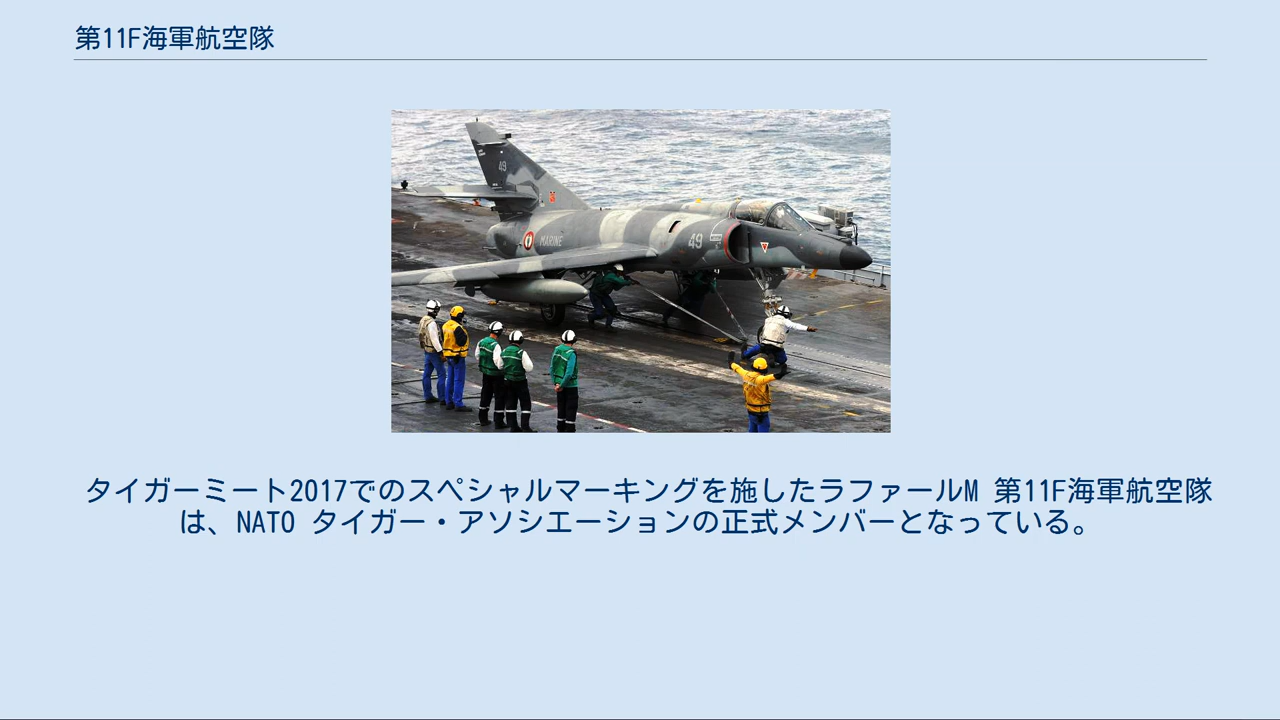 第11F海軍航空隊
49
MARINE
49
タイガーミート2017でのスペシャルマーキングを施したラファールM 第11F海軍航空隊
は、NATO タイガー・アソシエーションの正式メンバーとなっている。